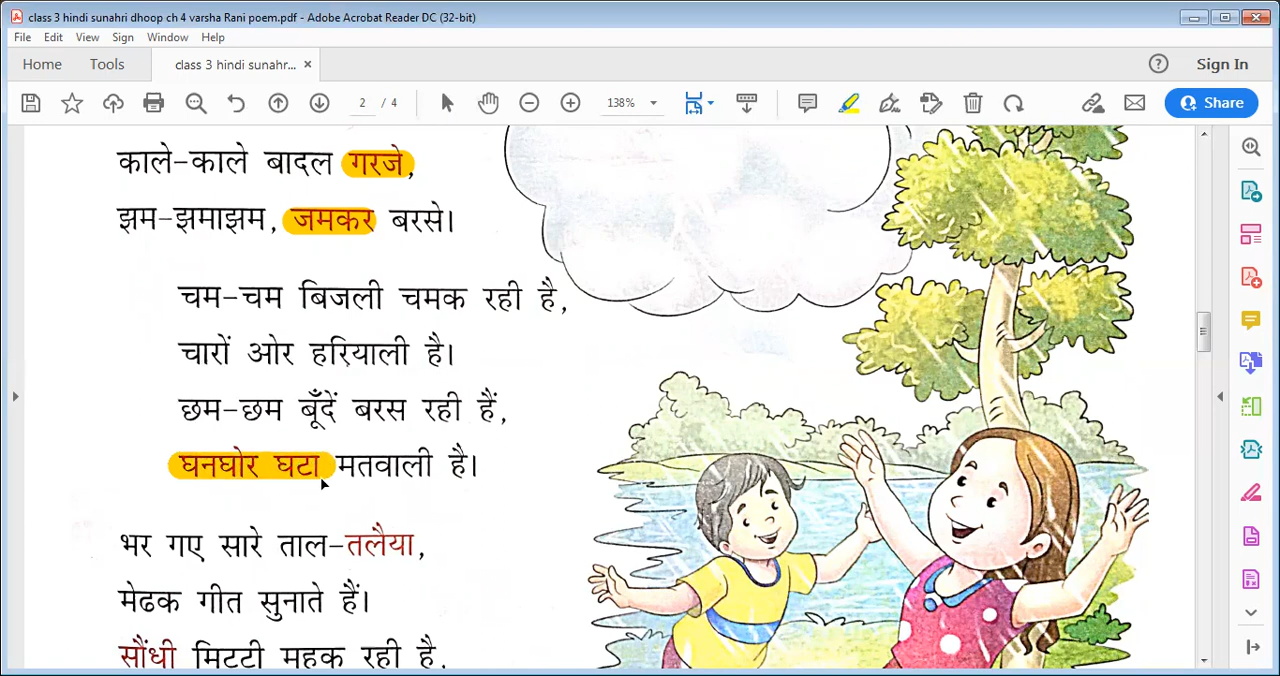 class 3 hindi sunahri dhoop ch 4 varsha Rani poem.pdf - Adobe Acrobat Reader DC (32-bit)
File Edit View Sign Window Help
Home Tools class 3 hindi sunahr... × Sign In
2 / 4 138% Share
काले-काले बादल गरजे,
झम-झमाझम, जमकर बरसे।
चम-चम बिजली चमक रही है,
चारों ओर हरियाली है।
छम-छम बूँदें बरस रही हैं,
घनघोर घटा मतवाली है।
भर गए सारे ताल-तलैया,
मेढक गीत सुनाते हैं।
सौंधी मिट्टी महक रही है,